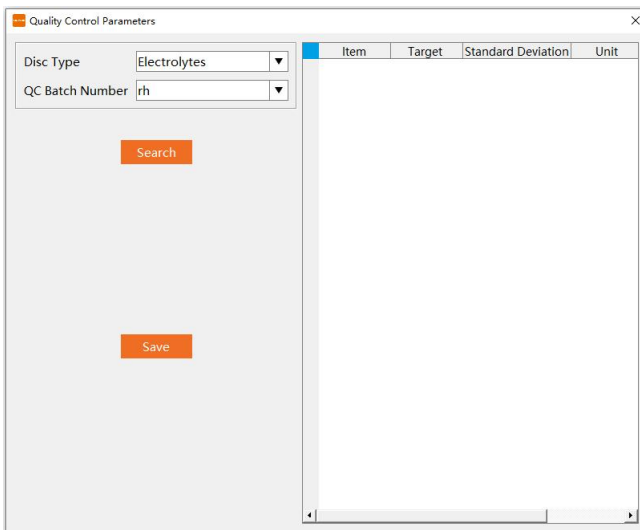 Quality Control Parameters
Disc Type Electrolytes
QC Batch Number rh
Search
Save
Item Target Standard Deviation Unit